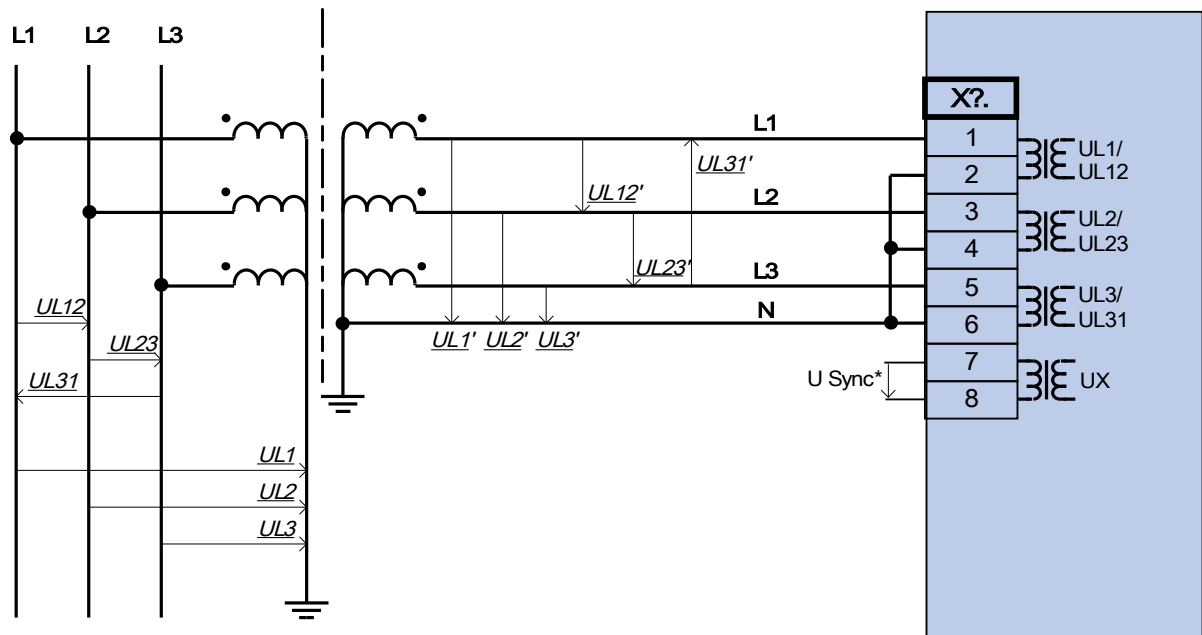 L1 L2 L3
X?.
L1
1
UL1/
UL12
UL31'
2
UL12'
L2
3
UL2/
UL23
4
UL23'
L3
5
UL3/
UL31
UL12
N
6
UL1' UL2' UL3'
UL23
7
U Sync*
UX
UL31
8
UL1
UL2
UL3